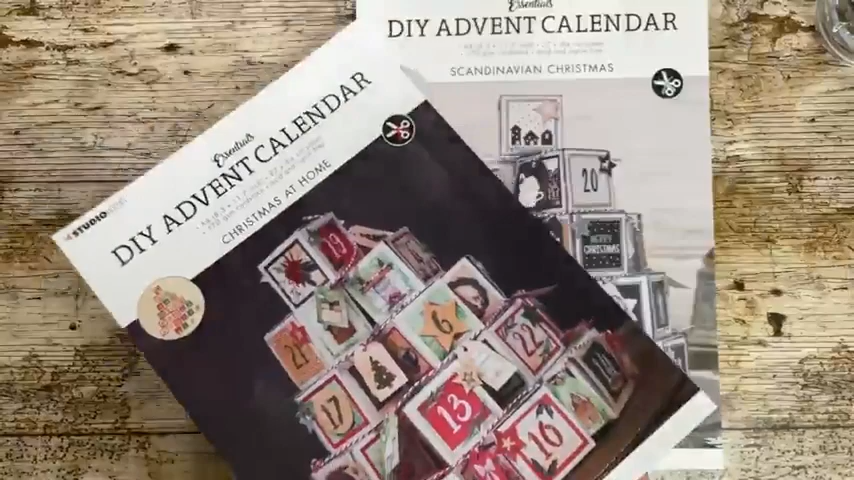 Essentials
DIY ADVENT CALENDAR
SCANDINAVIAN CHRISTMAS
20
MERRY
CHRISTMAS
STUDIO
Essentials
DIY ADVENT CALENDAR
CHRISTMAS AT HOME
19
6
21
22
17
13
16